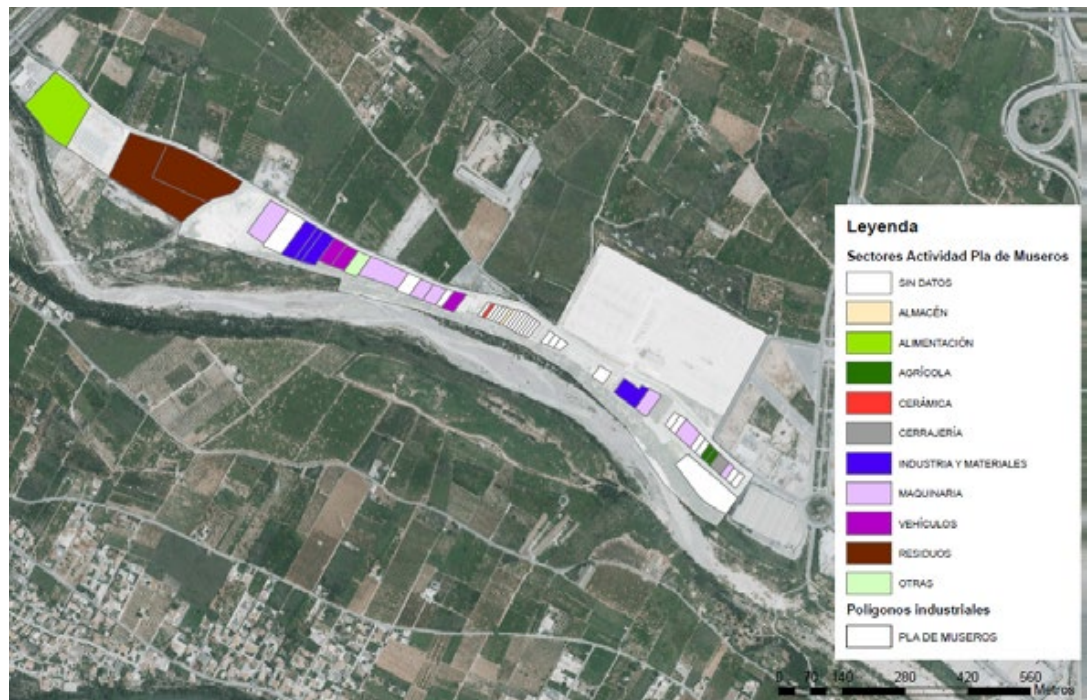 Leyenda
Sectores Actividad Pla de Museros
SIN DATOS
ALMACÉN
ALIMENTACIÓN
AGRÍCOLA
CERÁMICA
CERRAJERÍA
INDUSTRIA Y MATERIALES
MAQUINARIA
VEHÍCULOS
RESIDUOS
OTRAS
Polígonos industriales
PLA DE MUSEROS
0 70 140 280 420 560
Metros